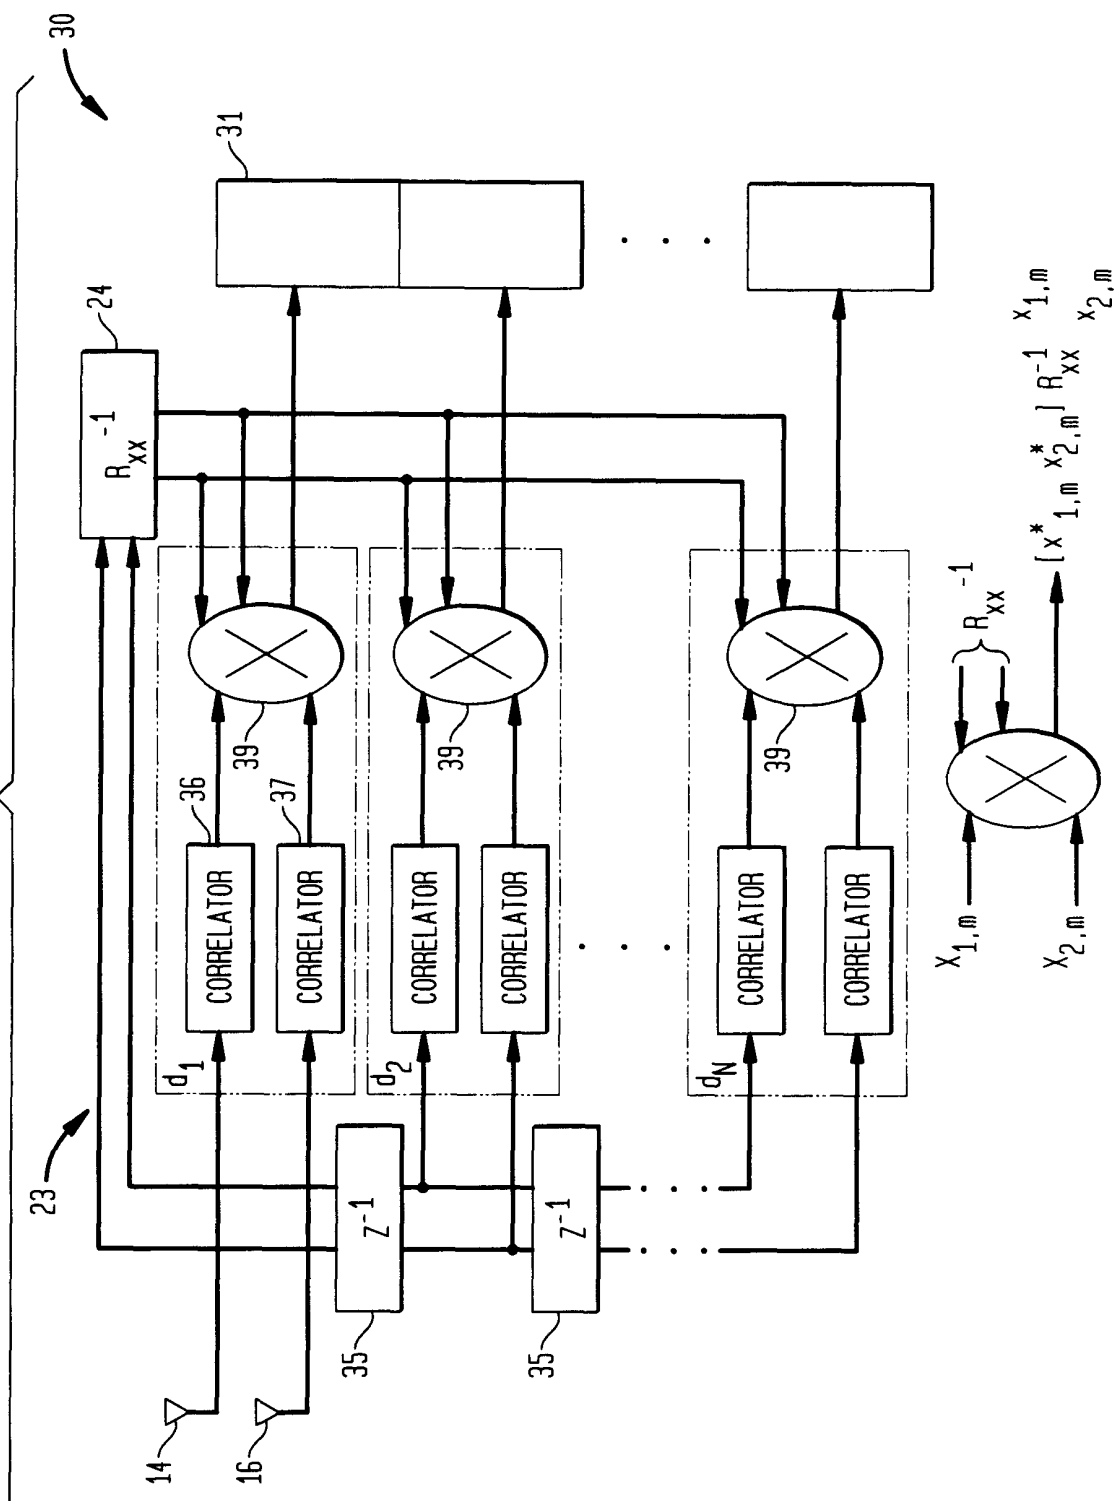 30
23
24
R_xx^-1
31
14
16
d_1
CORRELATOR
36
CORRELATOR
37
39
35
Z^-1
d_2
CORRELATOR
CORRELATOR
39
35
Z^-1
. . .
. . .
. . .
. . .
d_N
CORRELATOR
CORRELATOR
39
X_1,m
X_2,m
R_xx^-1
[x*_1,m x*_2,m] R_xx^-1 x_1,m
x_2,m